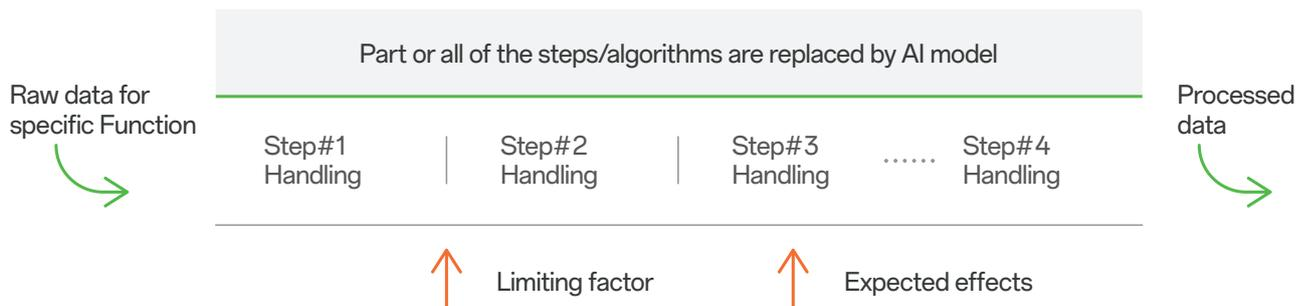 Part or all of the steps/algorithms are replaced by AI model
Raw data for
specific Function
Processed
data
Step#1
Handling
Step#2
Handling
Step#3
Handling
......
Step#4
Handling
Limiting factor
Expected effects